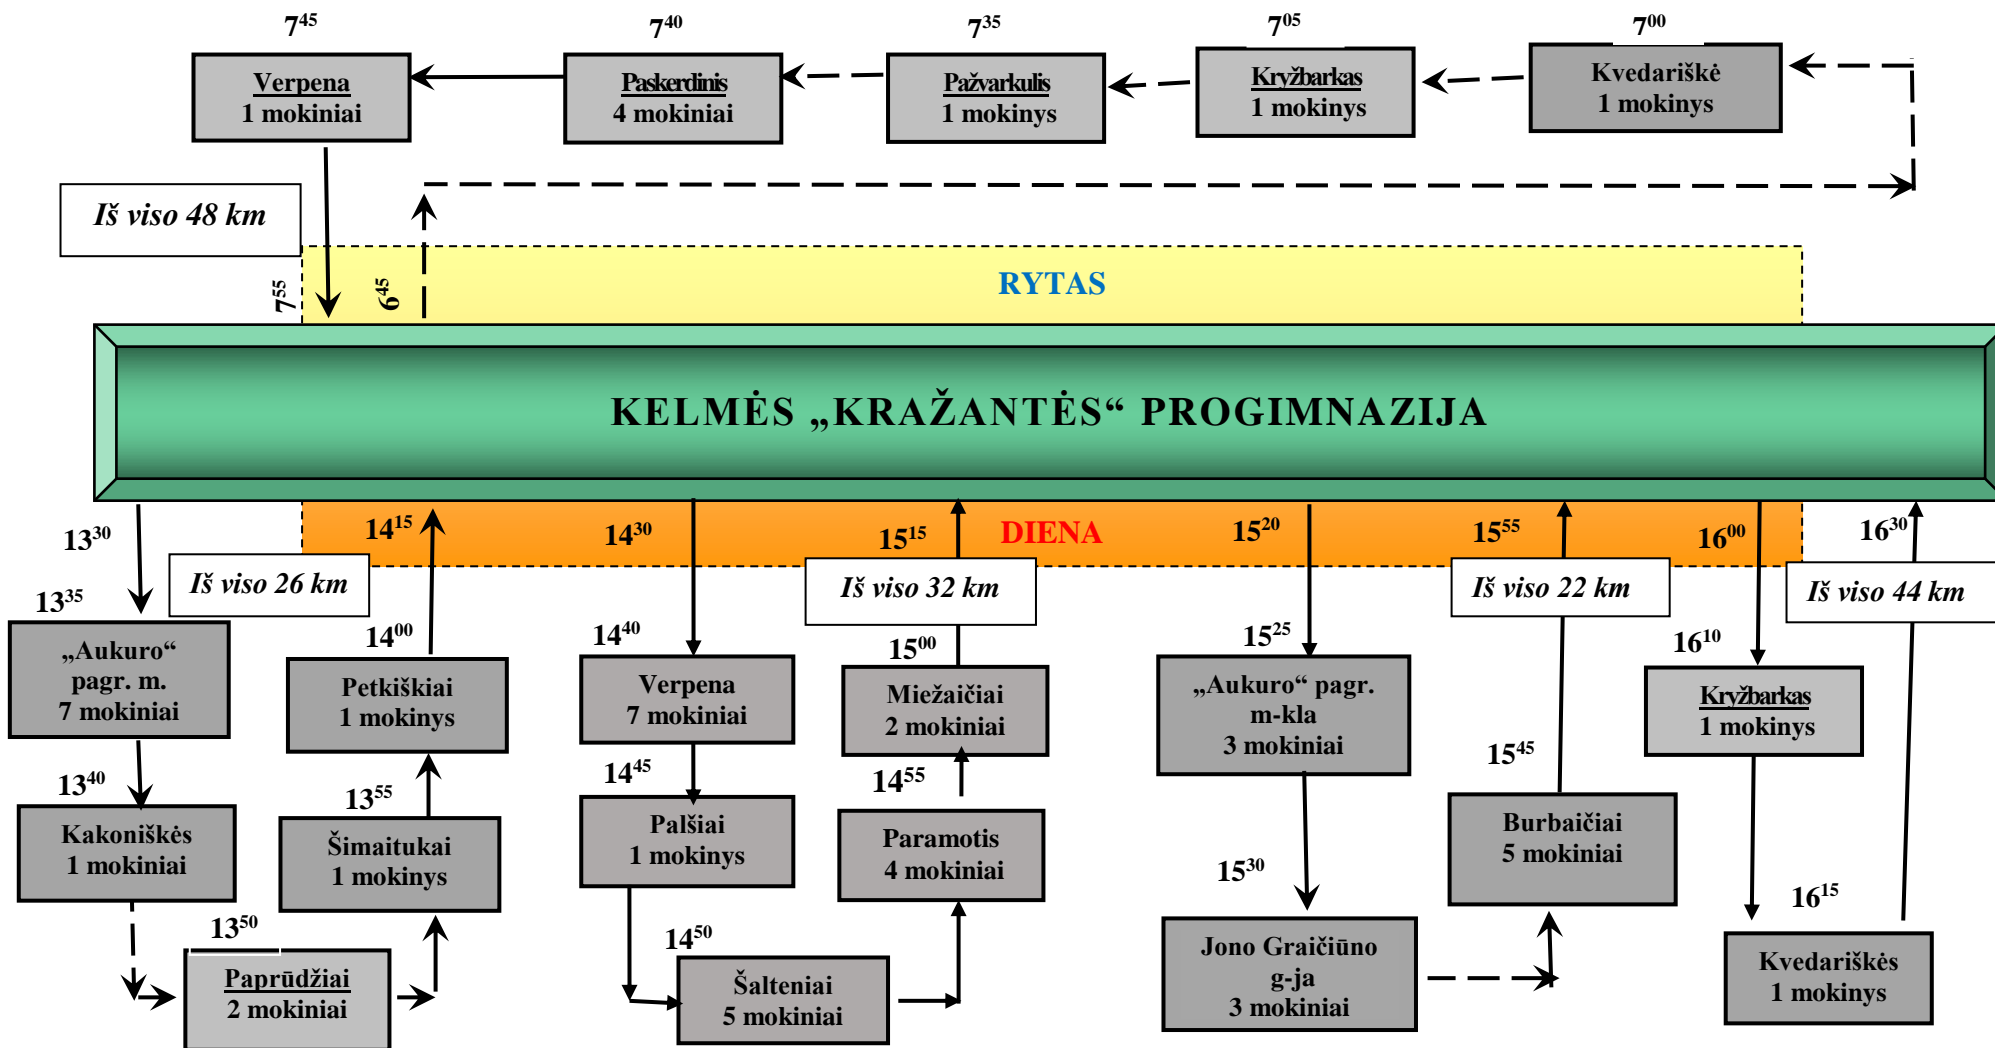 7⁴⁵
7⁴⁰
7³⁵
7⁰⁵
7⁰⁰
Verpena
1 mokiniai
Paskerdinis
4 mokiniai
Pažvarkulis
1 mokinys
Kryžbarkas
1 mokinys
Kvedariškė
1 mokinys
Iš viso 48 km
7⁵⁵
6⁴⁵
RYTAS
KELMĖS „KRAŽANTĖS“ PROGIMNAZIJA
DIENA
13³⁰
14¹⁵
14³⁰
15¹⁵
15²⁰
15⁵⁵
16⁰⁰
16³⁰
Iš viso 26 km
Iš viso 32 km
Iš viso 22 km
Iš viso 44 km
13³⁵
„Aukuro“
pagr. m.
7 mokiniai
13⁴⁰
Kakoniškės
1 mokiniai
13⁵⁰
Paprūdžiai
2 mokiniai
13⁵⁵
Šimaitukai
1 mokinys
14⁰⁰
Petkiškiai
1 mokinys
14⁴⁰
Verpena
7 mokiniai
14⁴⁵
Palšiai
1 mokinys
14⁵⁰
Šalteniai
5 mokiniai
14⁵⁵
Paramotis
4 mokiniai
15⁰⁰
Miežaičiai
2 mokiniai
15²⁵
„Aukuro“ pagr.
m-kla
3 mokiniai
15³⁰
Jono Graičiūno
g-ja
3 mokiniai
15⁴⁵
Burbaičiai
5 mokiniai
16¹⁰
Kryžbarkas
1 mokinys
16¹⁵
Kvedariškės
1 mokinys